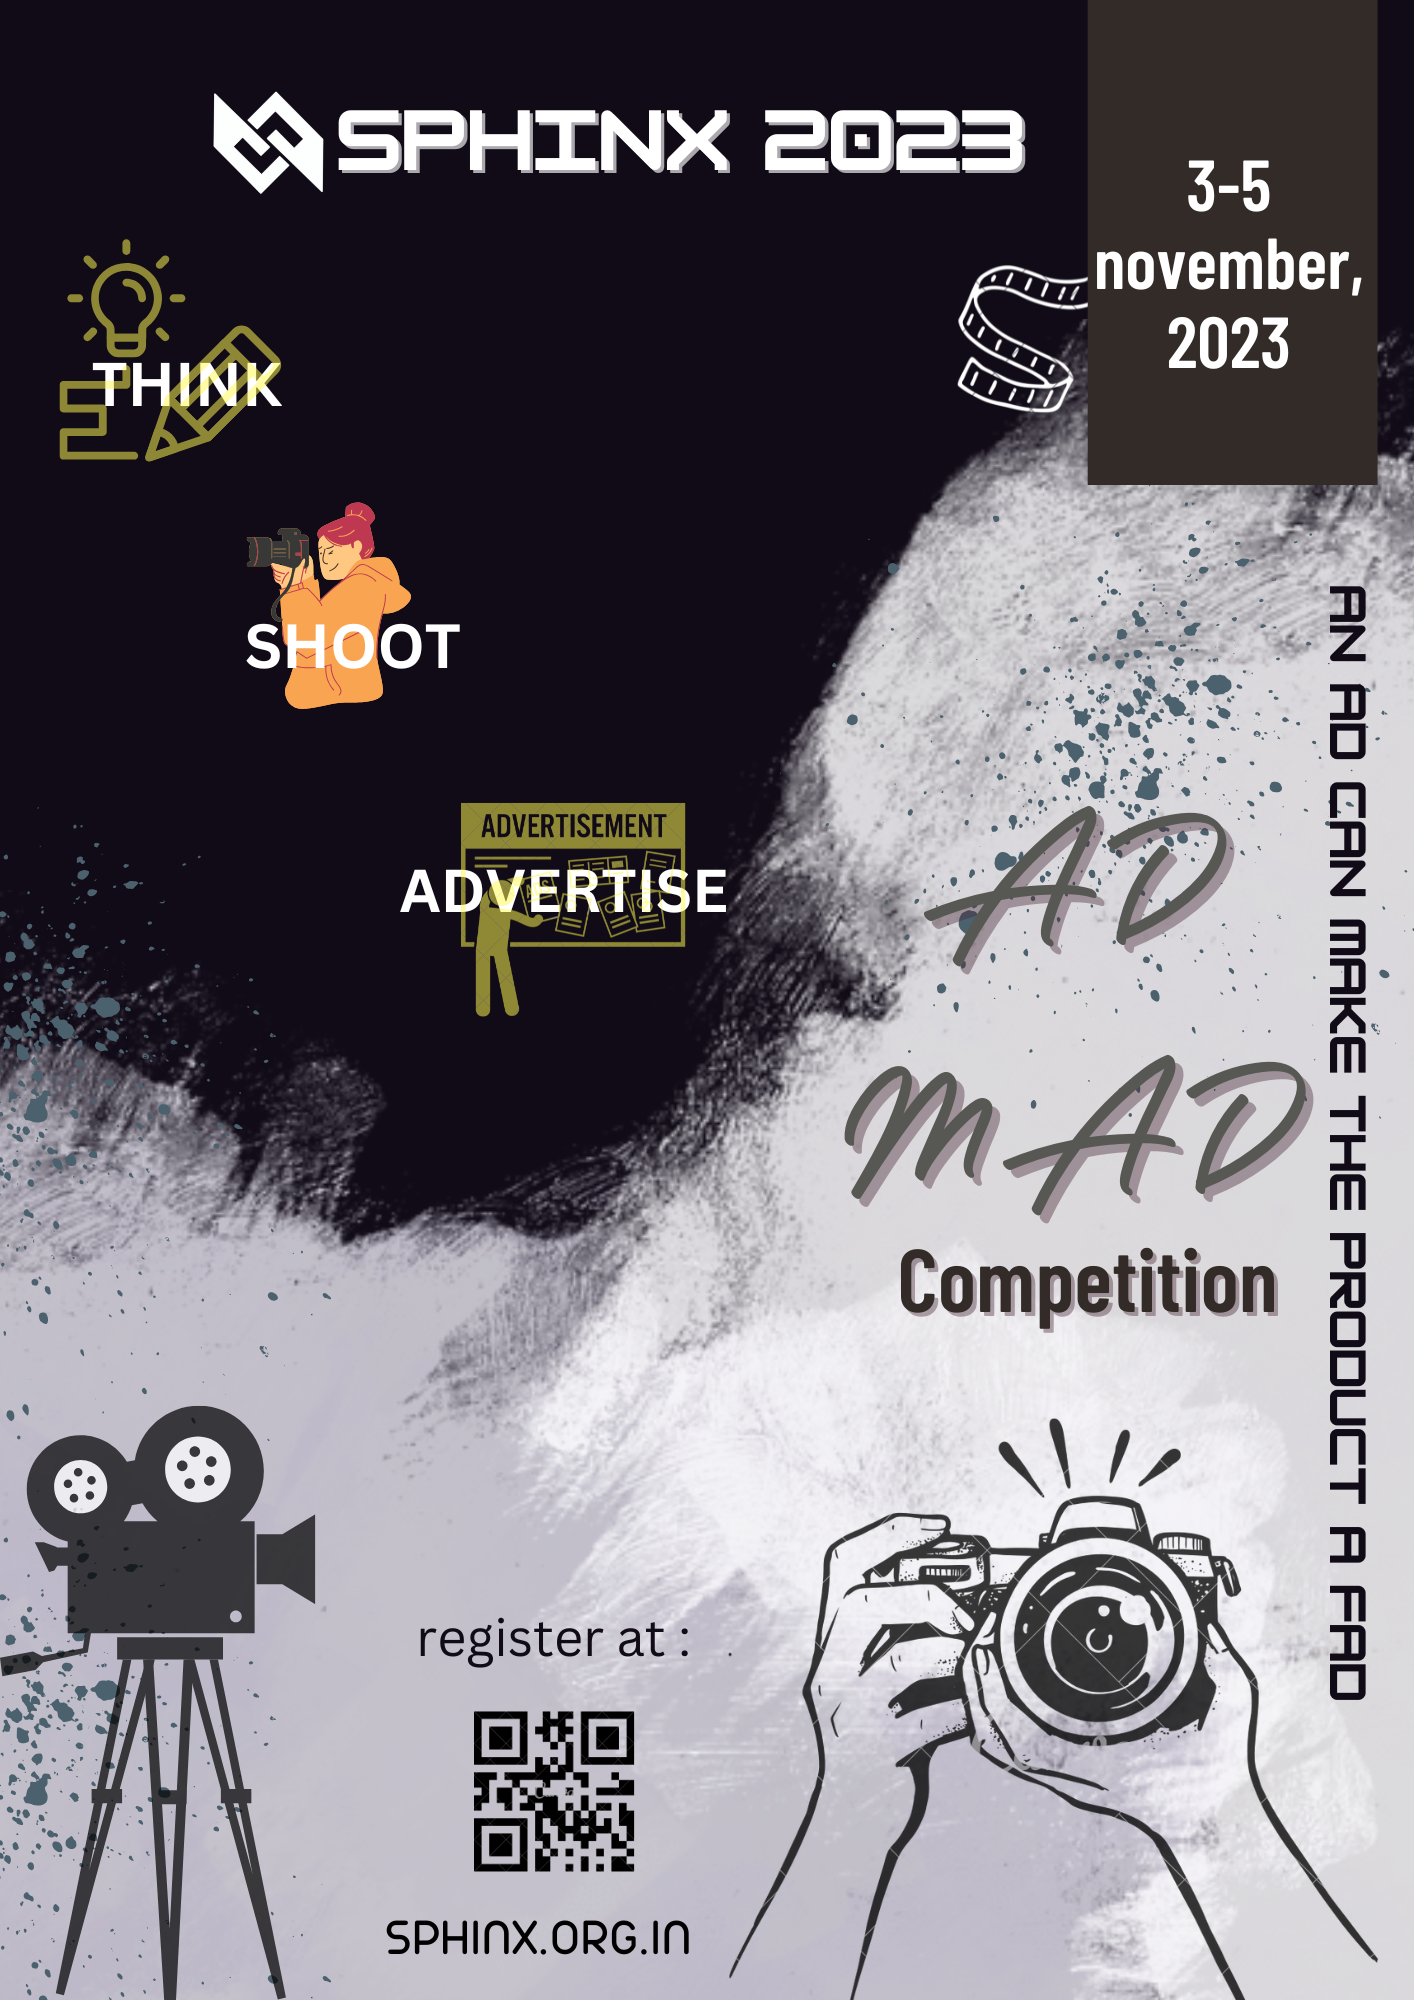 SPHINX 2023
3-5
november,
2023
THINK
SHOOT
ADVERTISEMENT
ADVERTISE
AD
MAD
Competition
AN AD CAN MAKE THE PRODUCT A FAD
register at :
SPHINX.ORG.IN